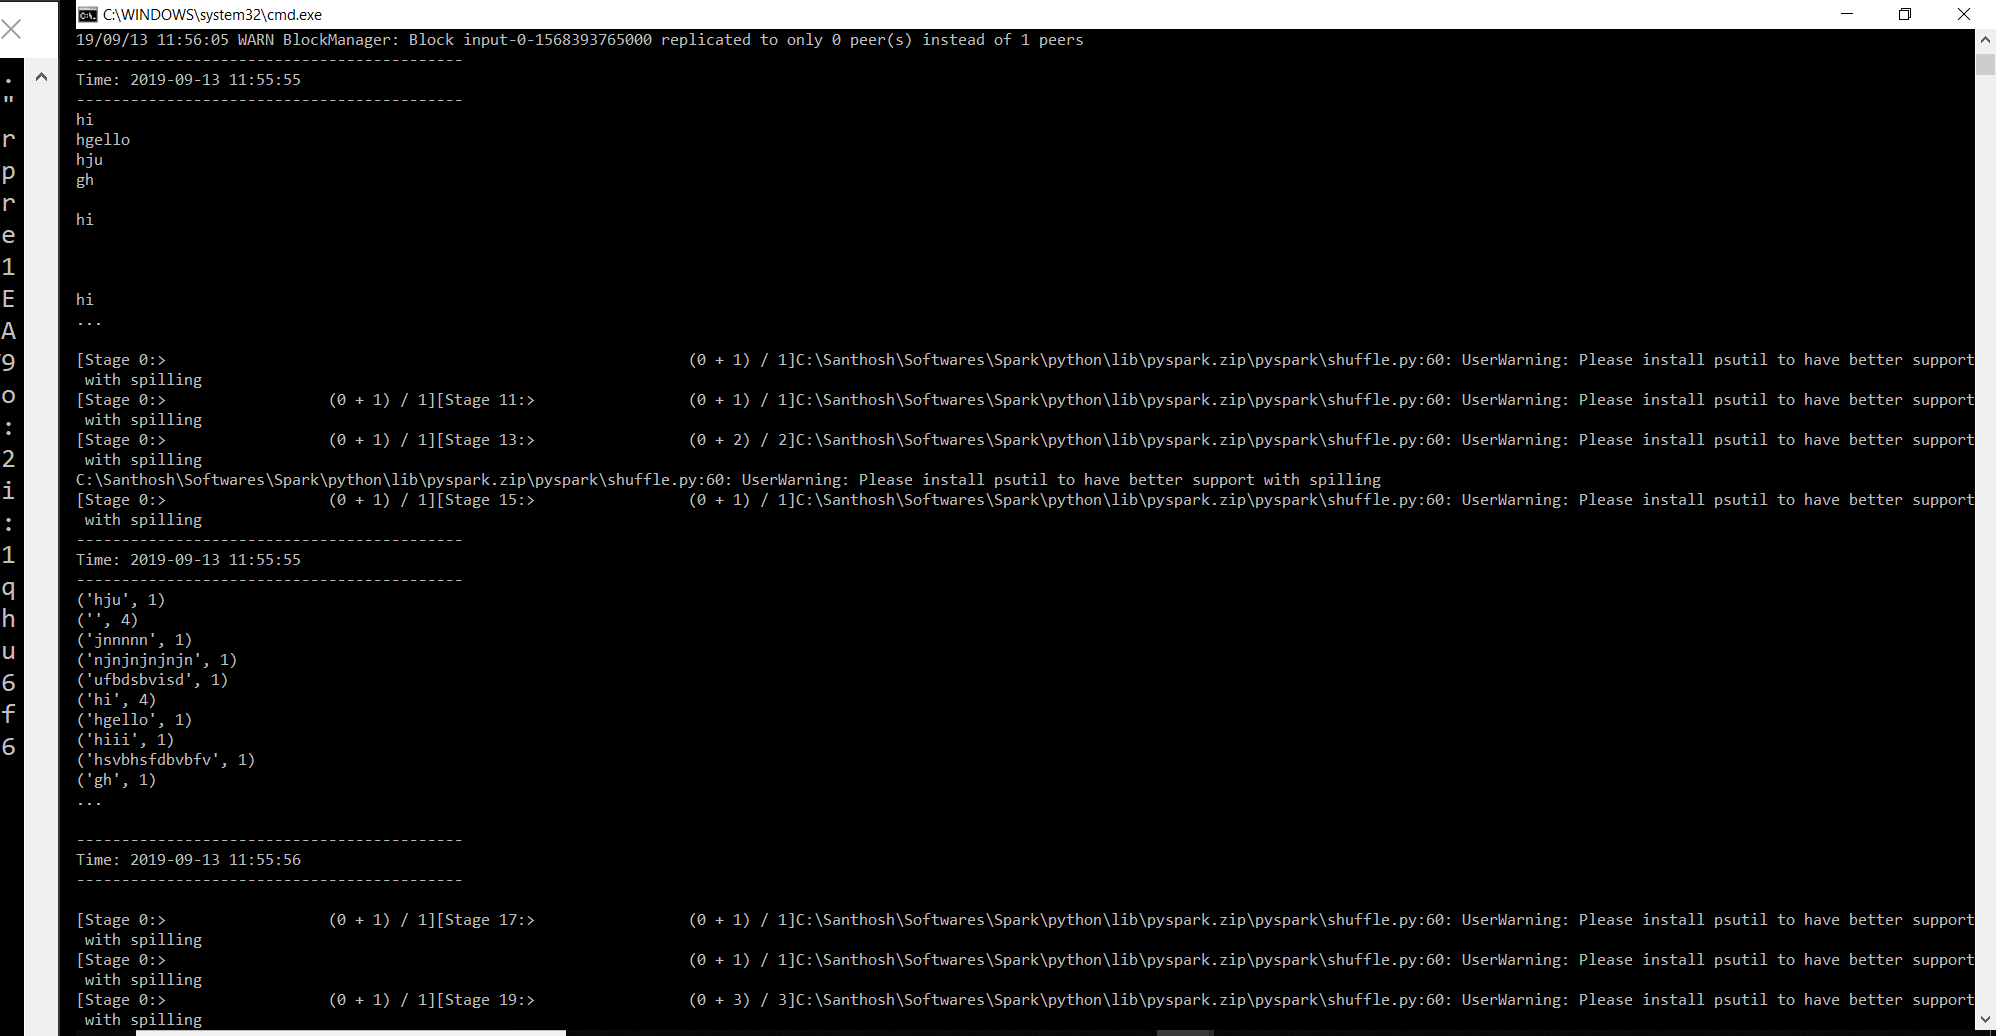 C:\WINDOWS\system32\cmd.exe
19/09/13 11:56:05 WARN BlockManager: Block input-0-1568393765000 replicated to only 0 peer(s) instead of 1 peers
-------------------------------------------
Time: 2019-09-13 11:55:55
-------------------------------------------
hi
hgello
hju
gh
hi
hi
...
[Stage 0:>                                                          (0 + 1) / 1]C:\Santhosh\Softwares\Spark\python\lib\pyspark.zip\pyspark\shuffle.py:60: UserWarning: Please install psutil to have better support
with spilling
[Stage 0:>                  (0 + 1) / 1][Stage 11:>                 (0 + 1) / 1]C:\Santhosh\Softwares\Spark\python\lib\pyspark.zip\pyspark\shuffle.py:60: UserWarning: Please install psutil to have better support
with spilling
[Stage 0:>                  (0 + 1) / 1][Stage 13:>                 (0 + 2) / 2]C:\Santhosh\Softwares\Spark\python\lib\pyspark.zip\pyspark\shuffle.py:60: UserWarning: Please install psutil to have better support
with spilling
C:\Santhosh\Softwares\Spark\python\lib\pyspark.zip\pyspark\shuffle.py:60: UserWarning: Please install psutil to have better support with spilling
[Stage 0:>                  (0 + 1) / 1][Stage 15:>                 (0 + 1) / 1]C:\Santhosh\Softwares\Spark\python\lib\pyspark.zip\pyspark\shuffle.py:60: UserWarning: Please install psutil to have better support
with spilling
-------------------------------------------
Time: 2019-09-13 11:55:55
-------------------------------------------
('hju', 1)
('', 4)
('jnnnnn', 1)
('njnjnjnjnjn', 1)
('ufbdsbvisd', 1)
('hi', 4)
('hgello', 1)
('hiii', 1)
('hsvbhsfdbvbfv', 1)
('gh', 1)
...
-------------------------------------------
Time: 2019-09-13 11:55:56
-------------------------------------------
[Stage 0:>                  (0 + 1) / 1][Stage 17:>                 (0 + 1) / 1]C:\Santhosh\Softwares\Spark\python\lib\pyspark.zip\pyspark\shuffle.py:60: UserWarning: Please install psutil to have better support
with spilling
[Stage 0:>                                                          (0 + 1) / 1]C:\Santhosh\Softwares\Spark\python\lib\pyspark.zip\pyspark\shuffle.py:60: UserWarning: Please install psutil to have better support
with spilling
[Stage 0:>                  (0 + 1) / 1][Stage 19:>                 (0 + 3) / 3]C:\Santhosh\Softwares\Spark\python\lib\pyspark.zip\pyspark\shuffle.py:60: UserWarning: Please install psutil to have better support
with spilling
.
"
r
p
r
e
1
E
A
9
o
:
2
i
:
1
q
h
u
6
f
6